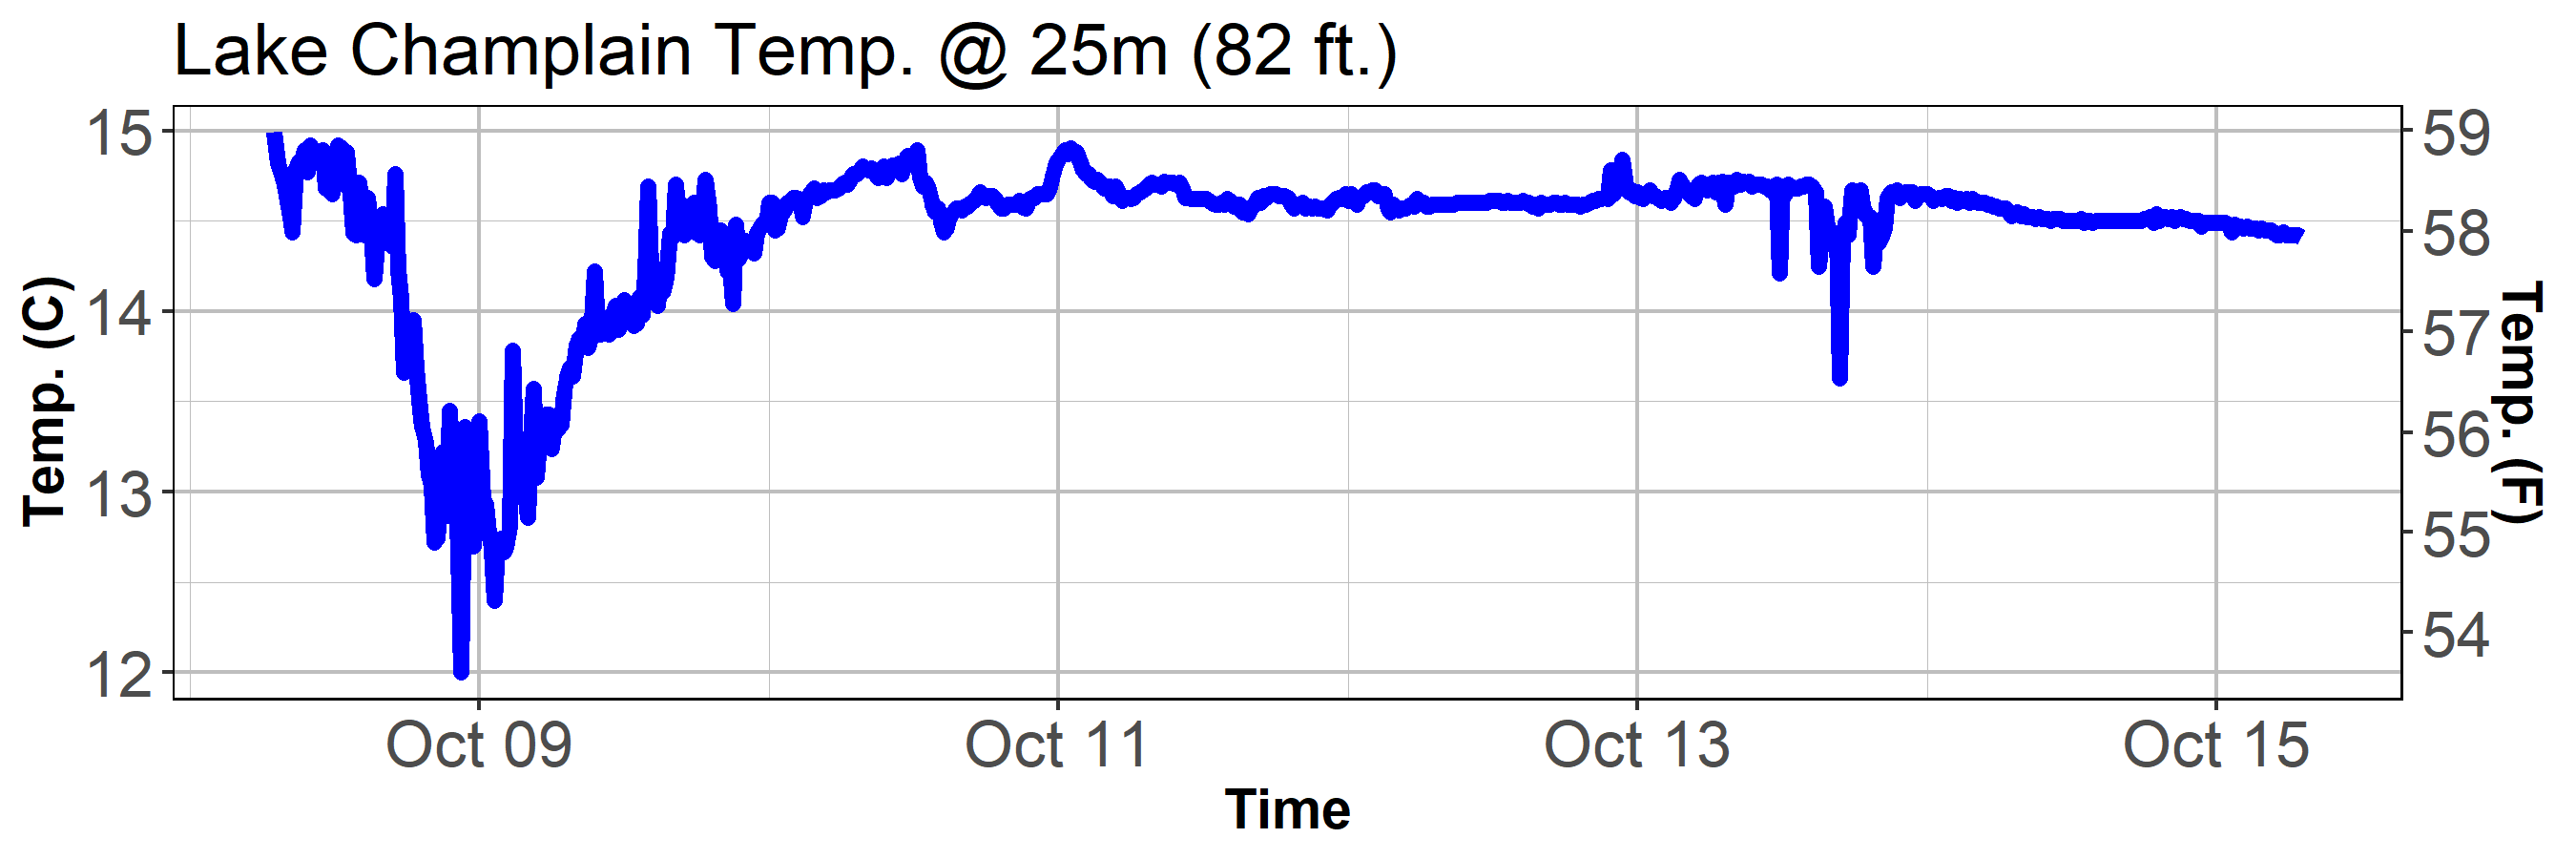 Lake Champlain Temp. @ 25m (82 ft.)
Temp. (C)
15
14
13
12
59
58
57
56
55
54
Temp. (F)
Oct 09
Oct 11
Oct 13
Oct 15
Time